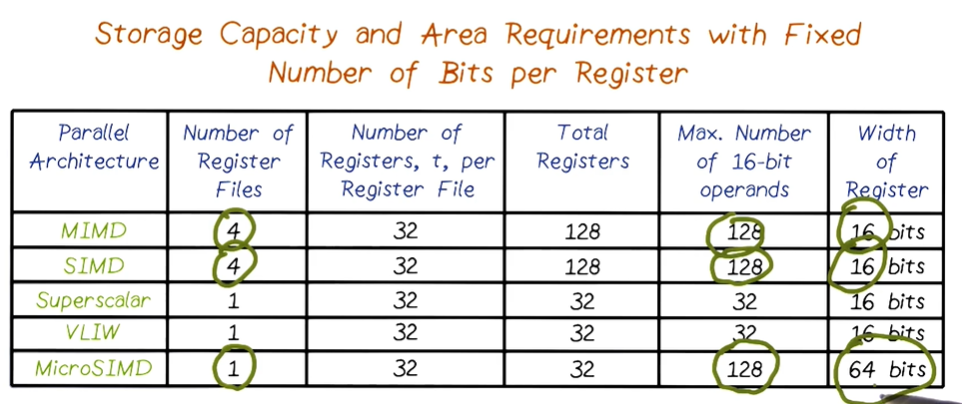 Storage Capacity and Area Requirements with Fixed
Number of Bits per Register
Parallel Architecture Number of Register Files Number of Registers, t, per Register File Total Registers Max. Number of 16-bit operands Width of Register
MIMD 4 32 128 128 16 bits
SIMD 4 32 128 128 16 bits
Superscalar 1 32 32 32 16 bits
VLIW 1 32 32 32 16 bits
MicroSIMD 1 32 32 128 64 bits